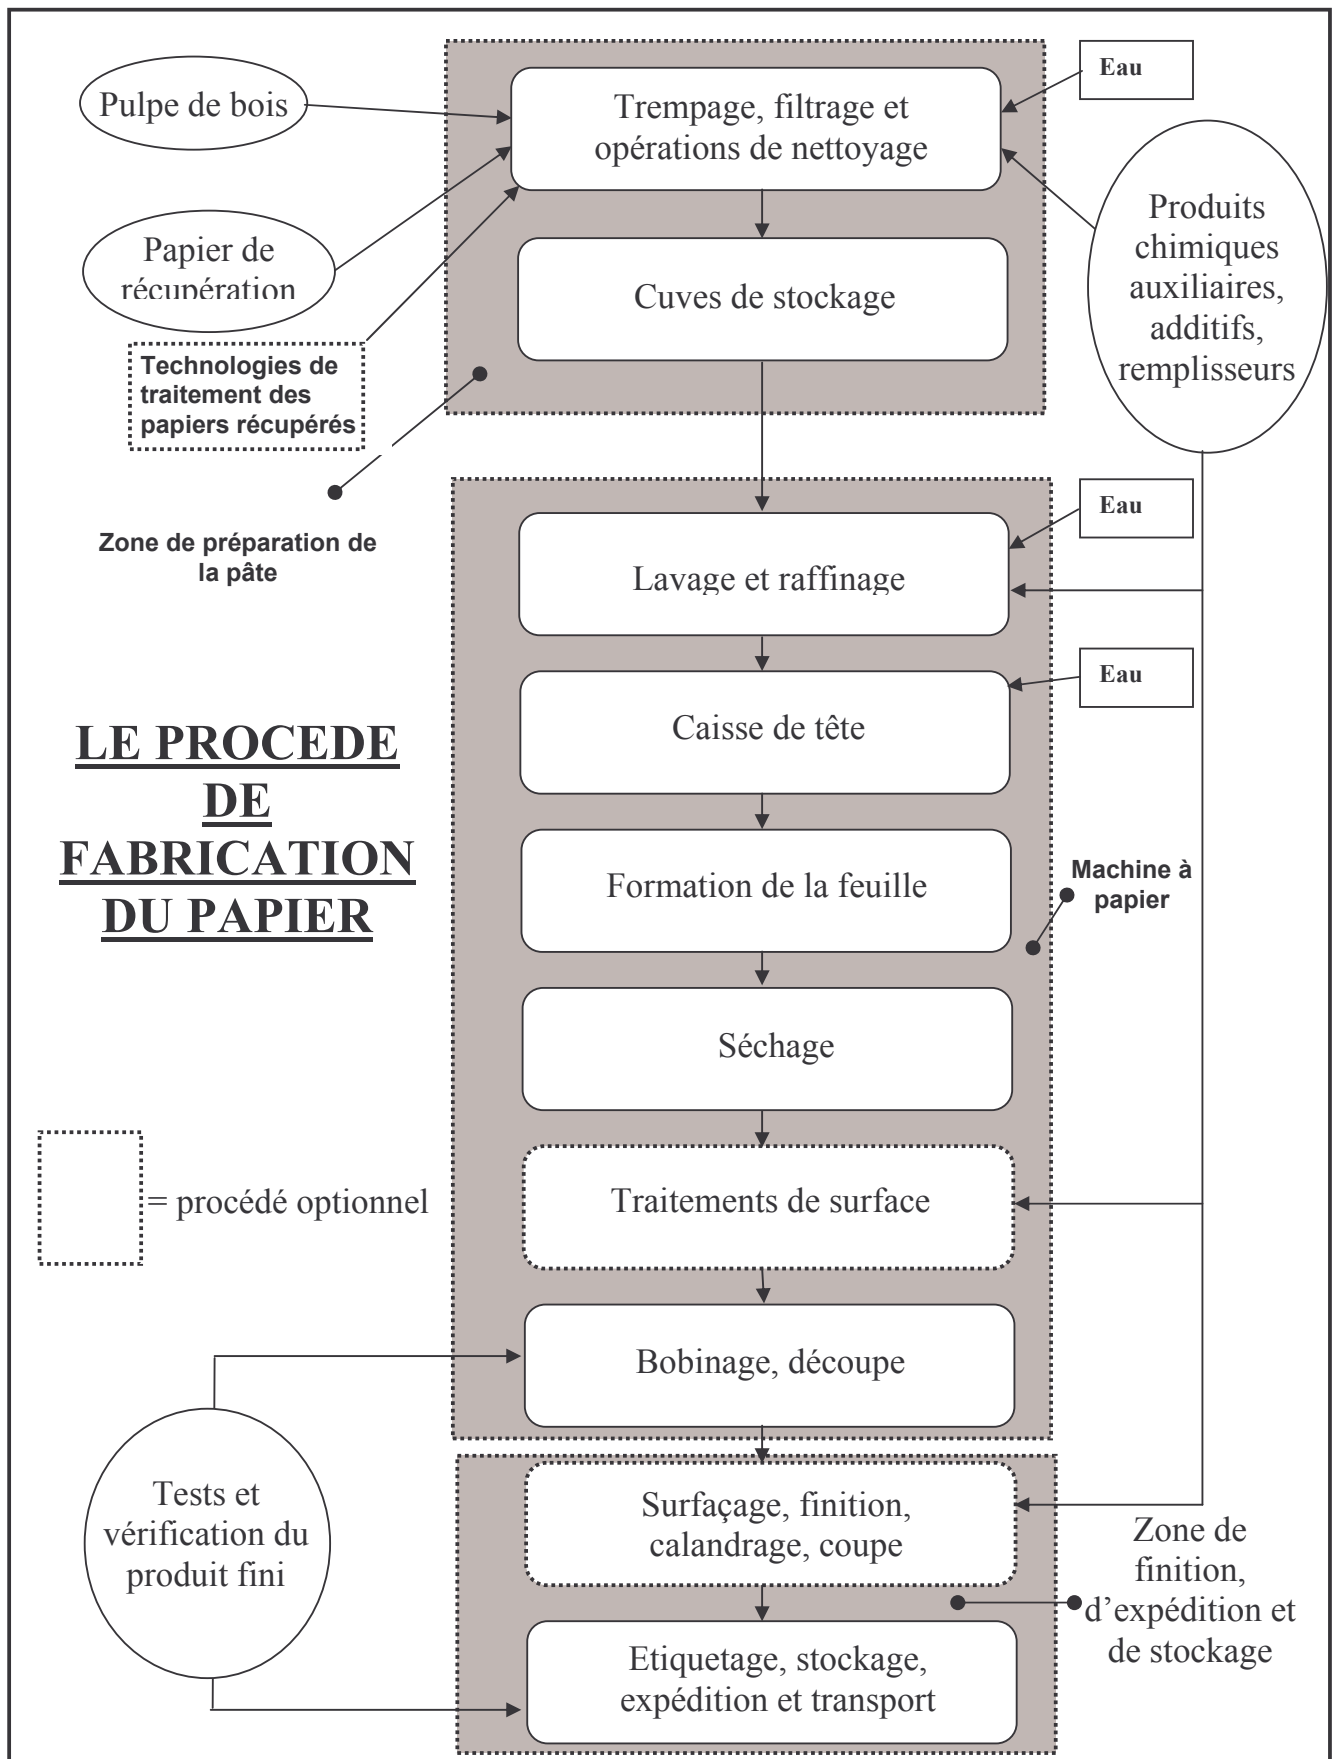 Eau
Pulpe de bois
Trempage, filtrage et
opérations de nettoyage
Produits
chimiques
auxiliaires,
additifs,
remplisseurs
Papier de
récupération
Cuves de stockage
Technologies de
traitement des
papiers récupérés
Zone de préparation de
la pâte
Eau
Lavage et raffinage
Eau
Caisse de tête
LE PROCEDE
DE
FABRICATION
DU PAPIER
Formation de la feuille
Machine à
papier
Séchage
= procédé optionnel
Traitements de surface
Bobinage, découpe
Tests et
vérification du
produit fini
Surfaçage, finition,
calandrage, coupe
Zone de
finition,
d’expédition et
de stockage
Etiquetage, stockage,
expédition et transport